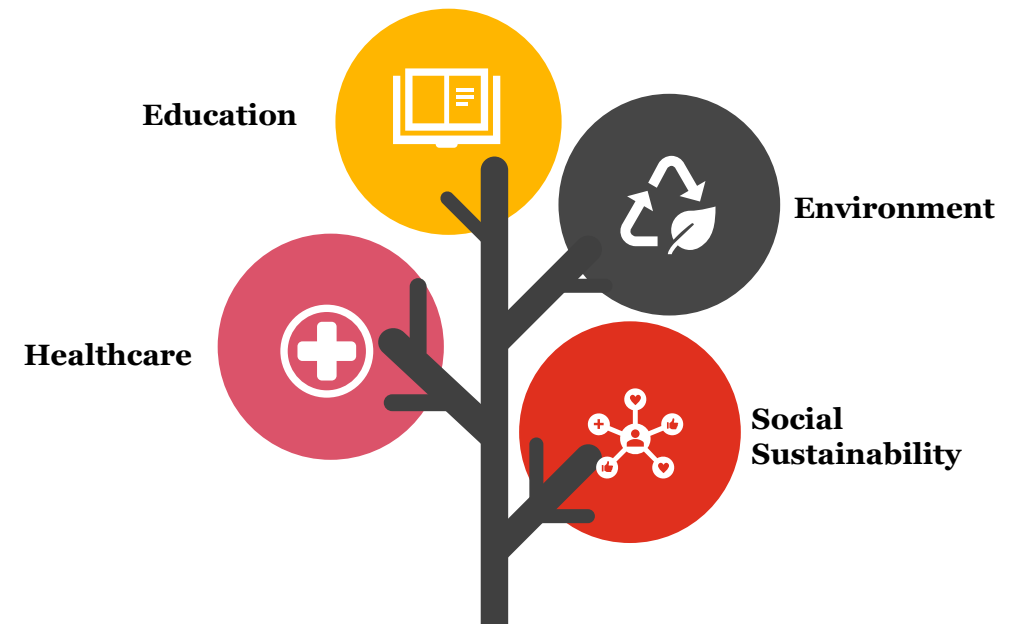 Education
Environment
Healthcare
Social
Sustainability